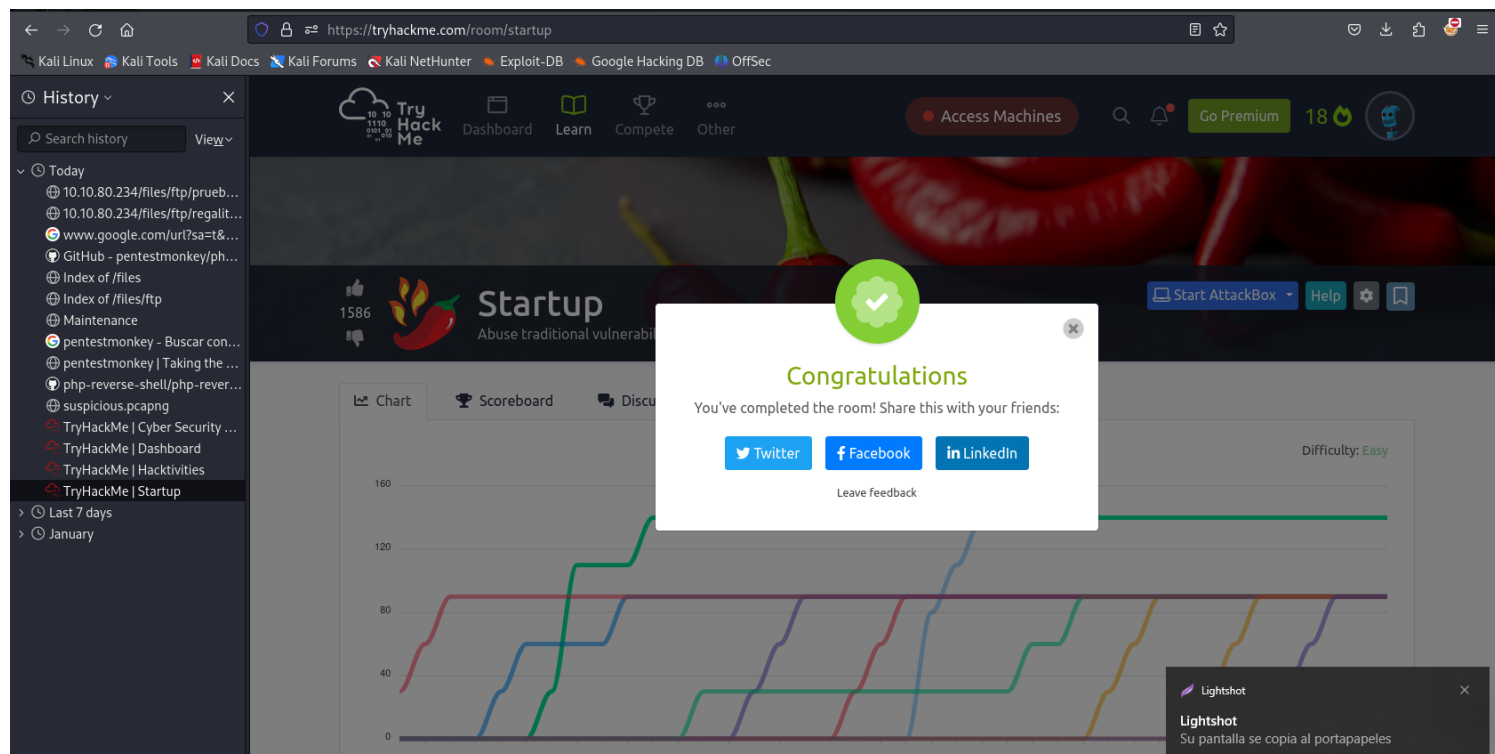 https://tryhackme.com/room/startup
Kali Linux Kali Tools Kali Docs Kali Forums Kali NetHunter Exploit-DB Google Hacking DB OffSec
History
Search history View
Today
10.10.80.234/files/ftp/prueb...
10.10.80.234/files/ftp/regalit...
www.google.com/url?sa=t&...
GitHub - pentestmonkey/ph...
Index of /files
Index of /files/ftp
Maintenance
pentestmonkey - Buscar con...
pentestmonkey | Taking the ...
php-reverse-shell/php-rever...
suspicious.pcapng
TryHackMe | Cyber Security ...
TryHackMe | Dashboard
TryHackMe | Hacktivities
TryHackMe | Startup
Last 7 days
January
10 10
1110
0101 01
010
Try
Hack
Me
Dashboard Learn Compete Other
Access Machines
Go Premium
18
1586
Startup
Abuse traditional vulnerabil
Start AttackBox Help
Chart Scoreboard Discu
Difficulty: Easy
Congratulations
You've completed the room! Share this with your friends:
Twitter Facebook LinkedIn
Leave feedback
160
120
80
40
0
Lightshot
Lightshot
Su pantalla se copia al portapapeles